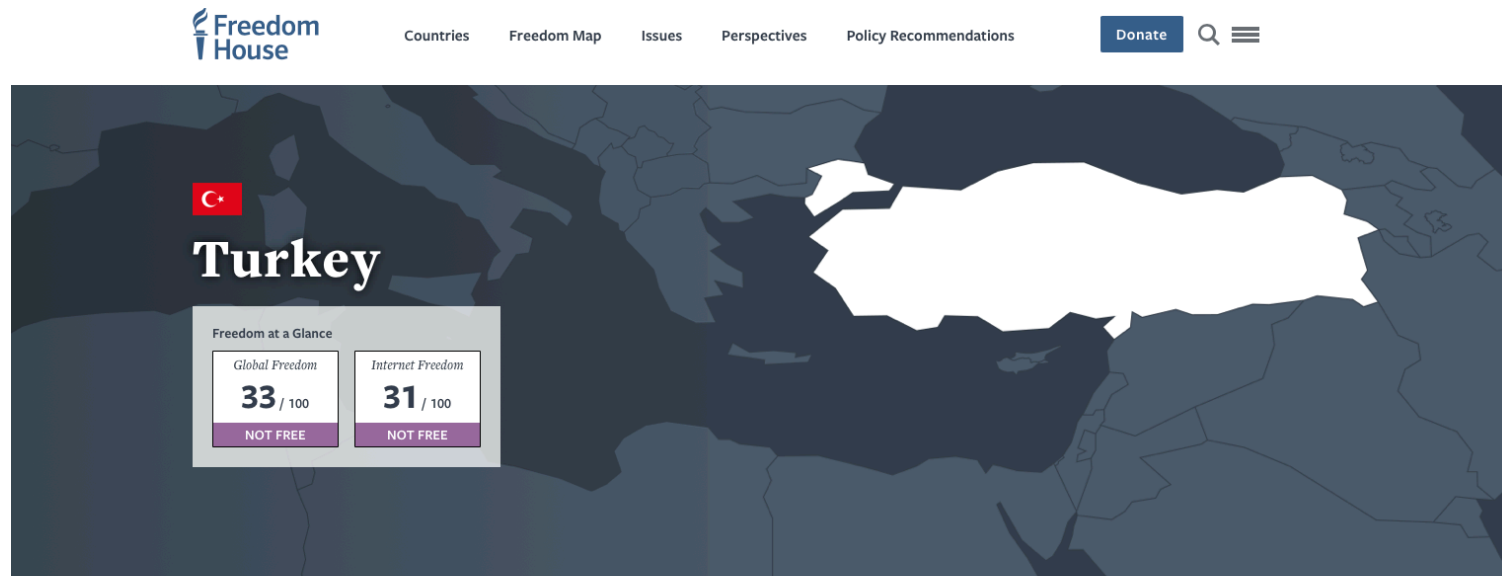 Freedom
House
Countries Freedom Map Issues Perspectives Policy Recommendations Donate
Turkey
Freedom at a Glance
Global Freedom Internet Freedom
33 / 100 31 / 100
NOT FREE NOT FREE